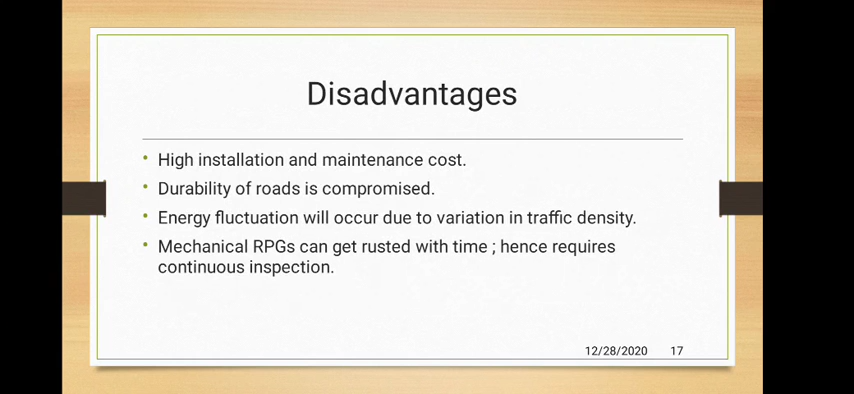 Disadvantages
• High installation and maintenance cost.
• Durability of roads is compromised.
• Energy fluctuation will occur due to variation in traffic density.
• Mechanical RPGs can get rusted with time ; hence requires
continuous inspection.
12/28/2020 17